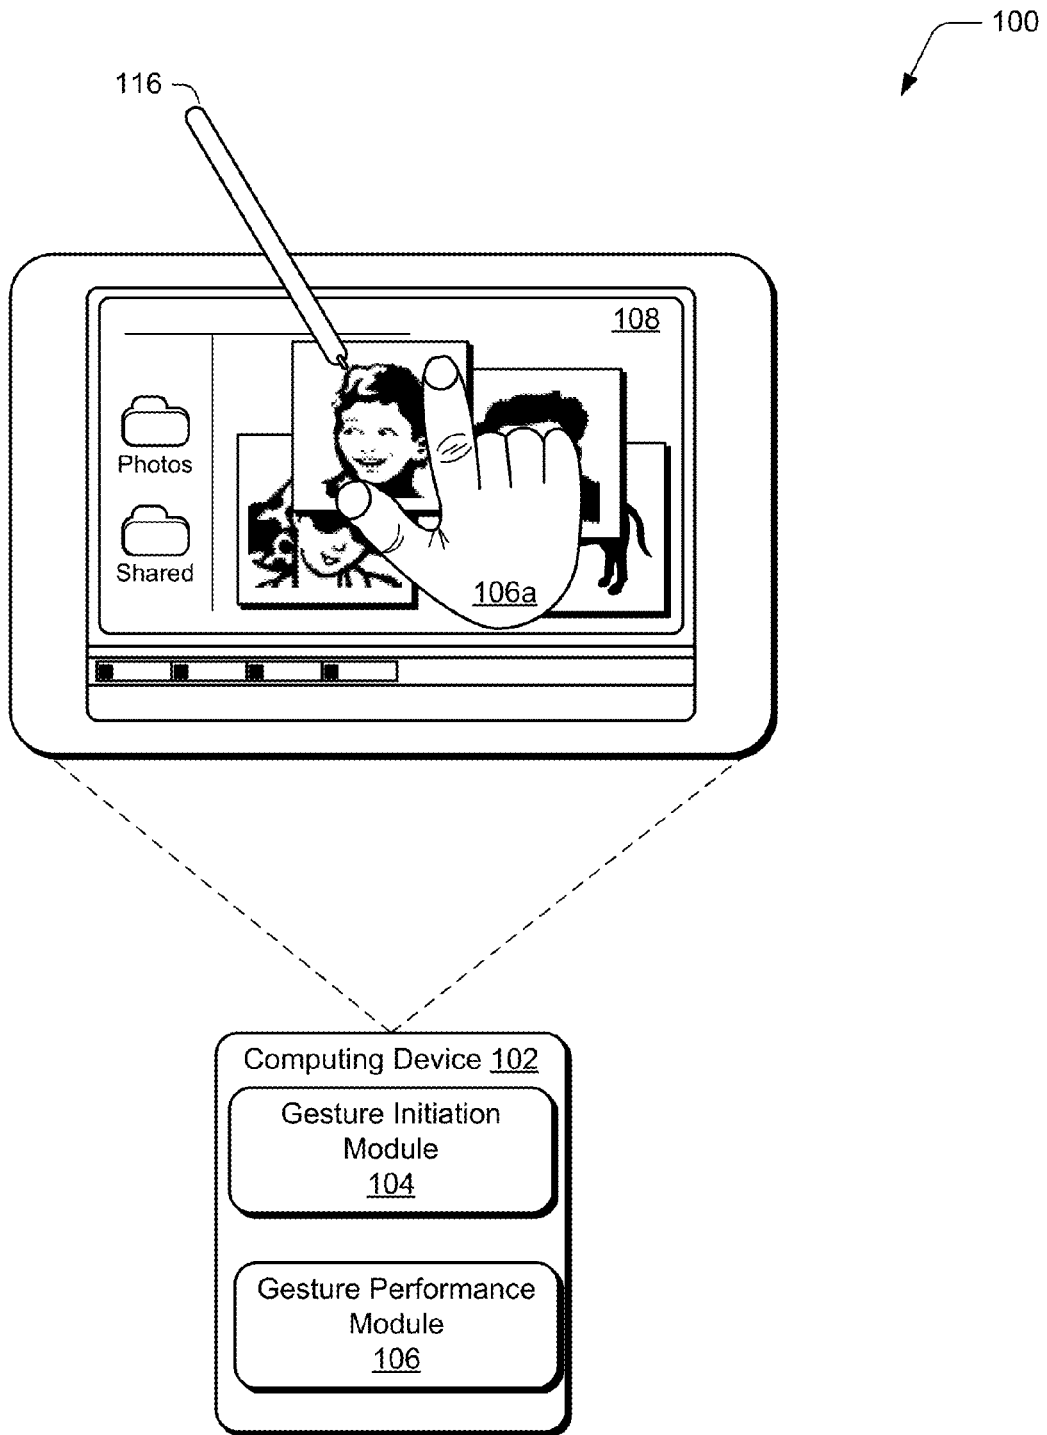 100
116
108
Photos
Shared
106a
Computing Device 102
Gesture Initiation
Module
104
Gesture Performance
Module
106